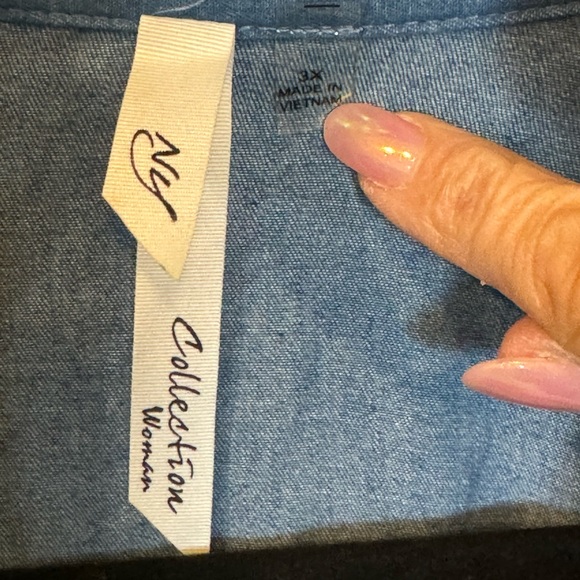 NY
Collection
Woman
3X
MADE IN
VIETNAM